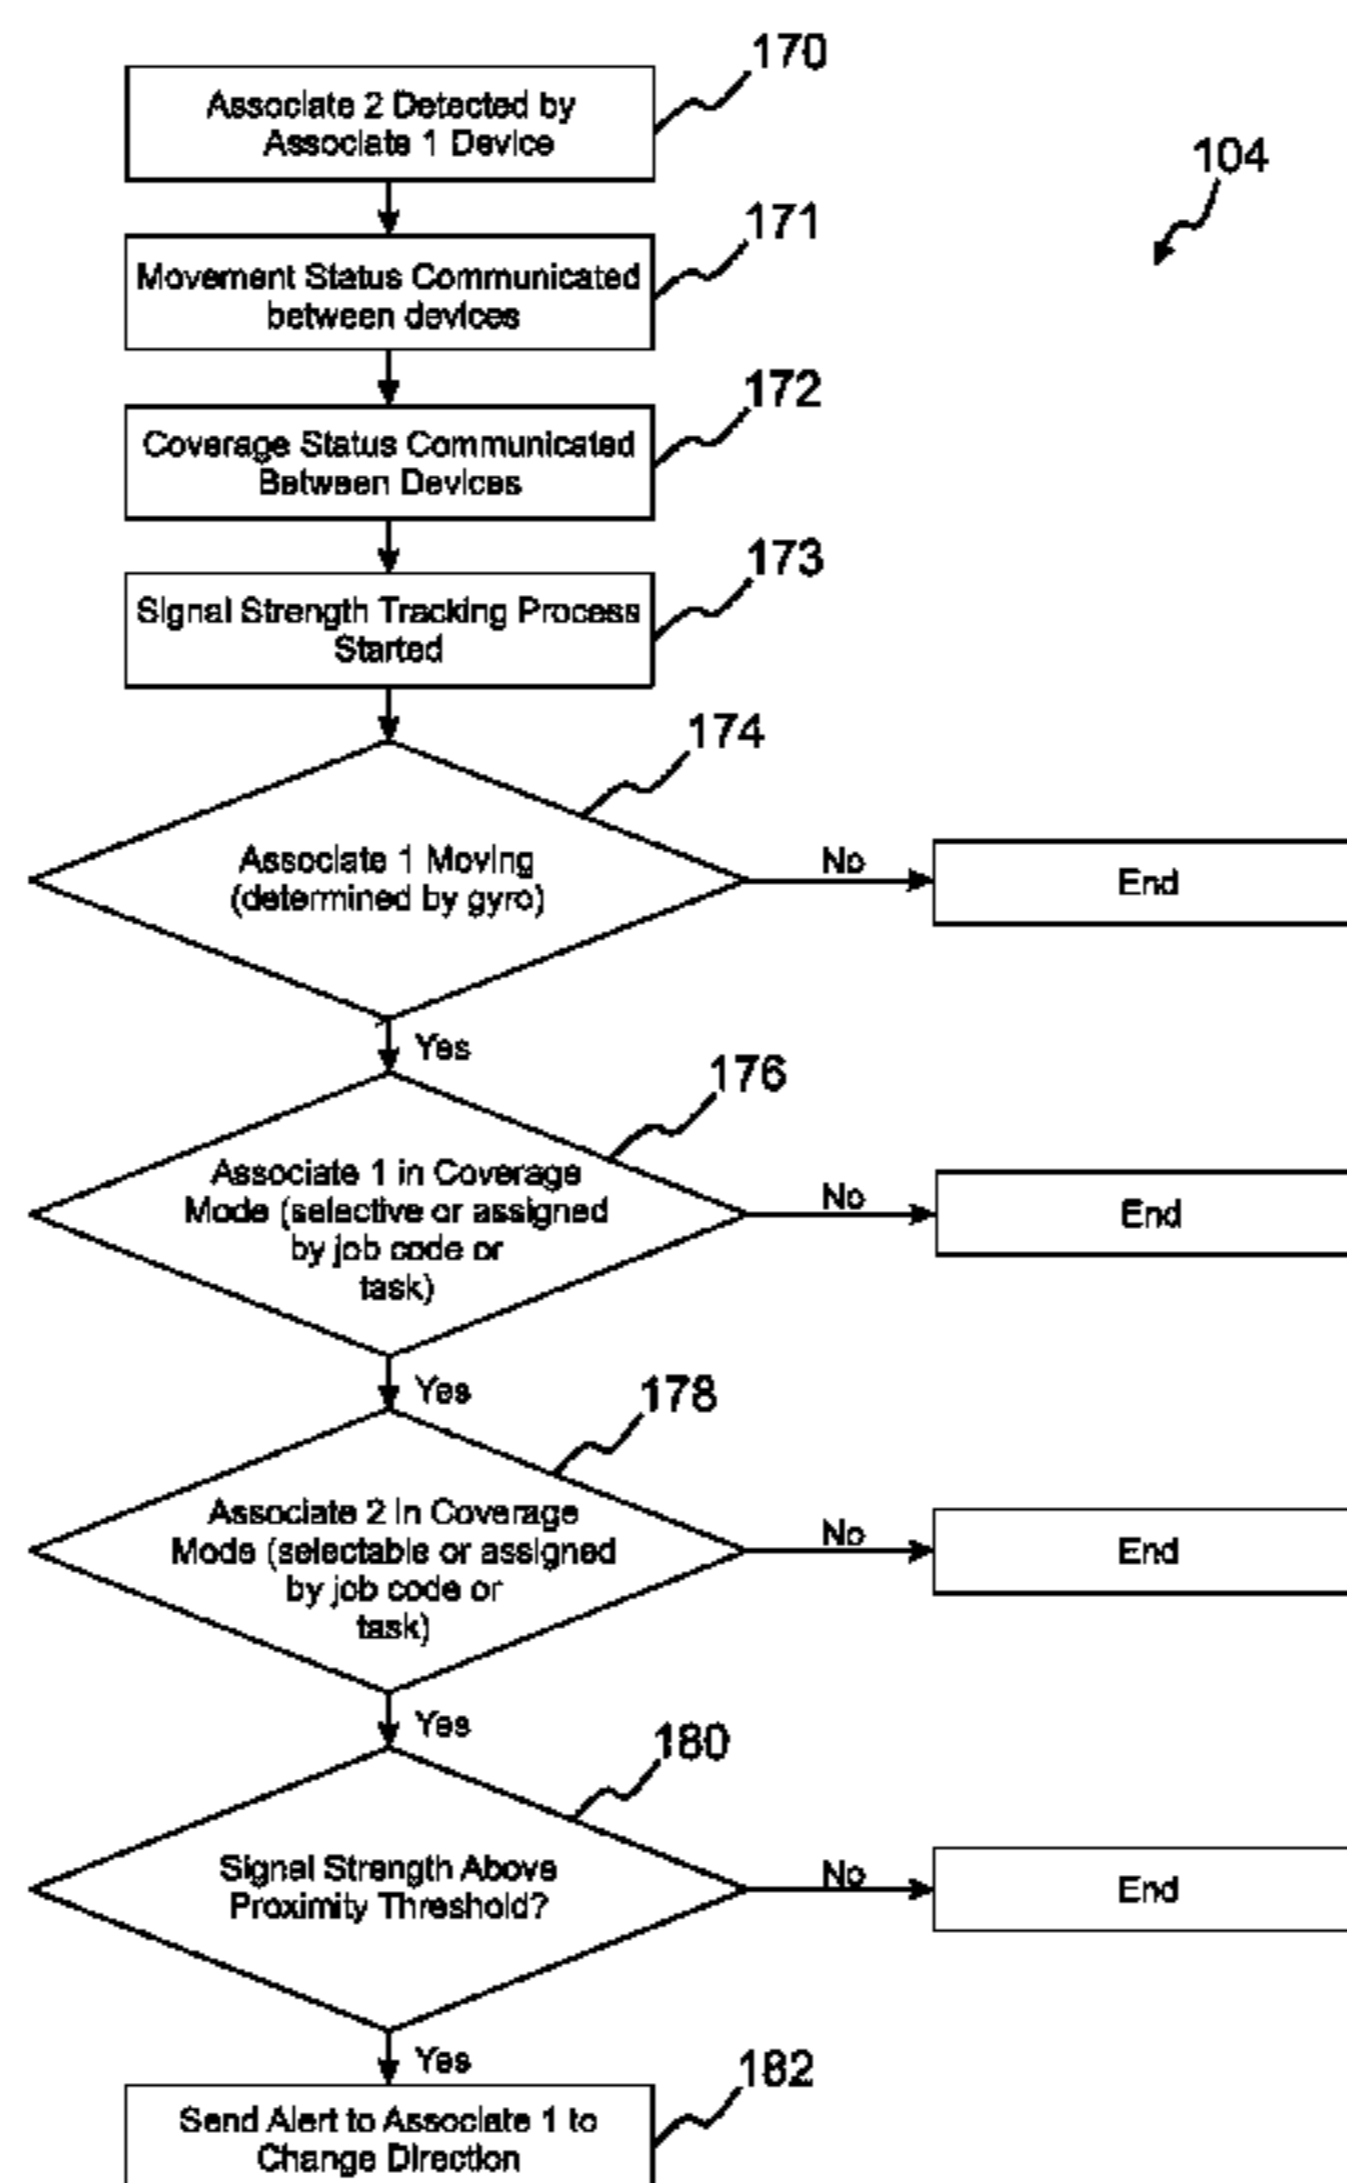 170
Associate 2 Detected by
Associate 1 Device
104
171
Movement Status Communicated
between devices
172
Coverage Status Communicated
Between Devices
173
Signal Strength Tracking Process
Started
174
Associate 1 Moving
(determined by gyro)
No
End
Yes
176
Associate 1 in Coverage
Mode (selective or assigned
by job code or
task)
No
End
Yes
178
Associate 2 in Coverage
Mode (selectable or assigned
by job code or
task)
No
End
Yes
180
Signal Strength Above
Proximity Threshold?
No
End
Yes
182
Send Alert to Associate 1 to
Change Direction